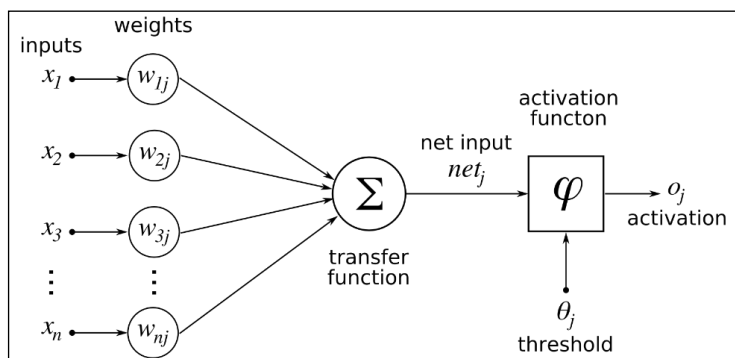 weights
inputs
x₁
w₁ⱼ
activation
functon
x₂
w₂ⱼ
net input
netⱼ
Σ
φ
oⱼ
activation
x₃
w₃ⱼ
transfer
function
⋮
⋮
xₙ
wₙⱼ
θⱼ
threshold